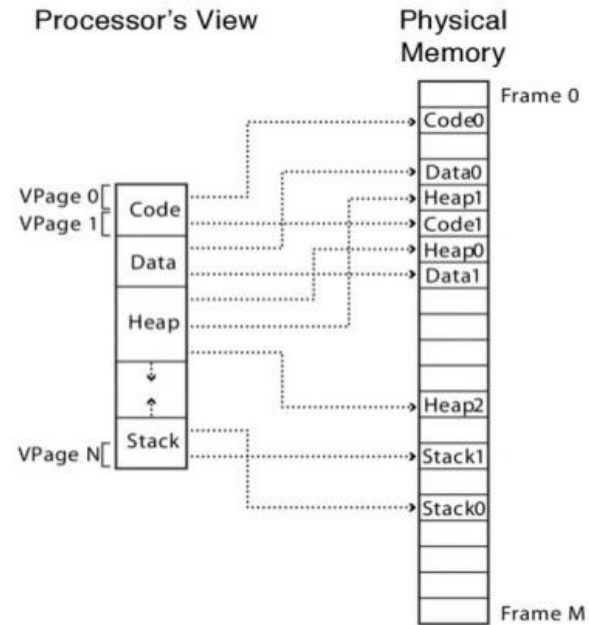 Processor's View
Physical
Memory
Frame 0
Code0
Data0
VPage 0
Heap1
Code
VPage 1
Code1
Heap0
Data
Data1
Heap
Heap2
Stack
VPage N
Stack1
Stack0
Frame M